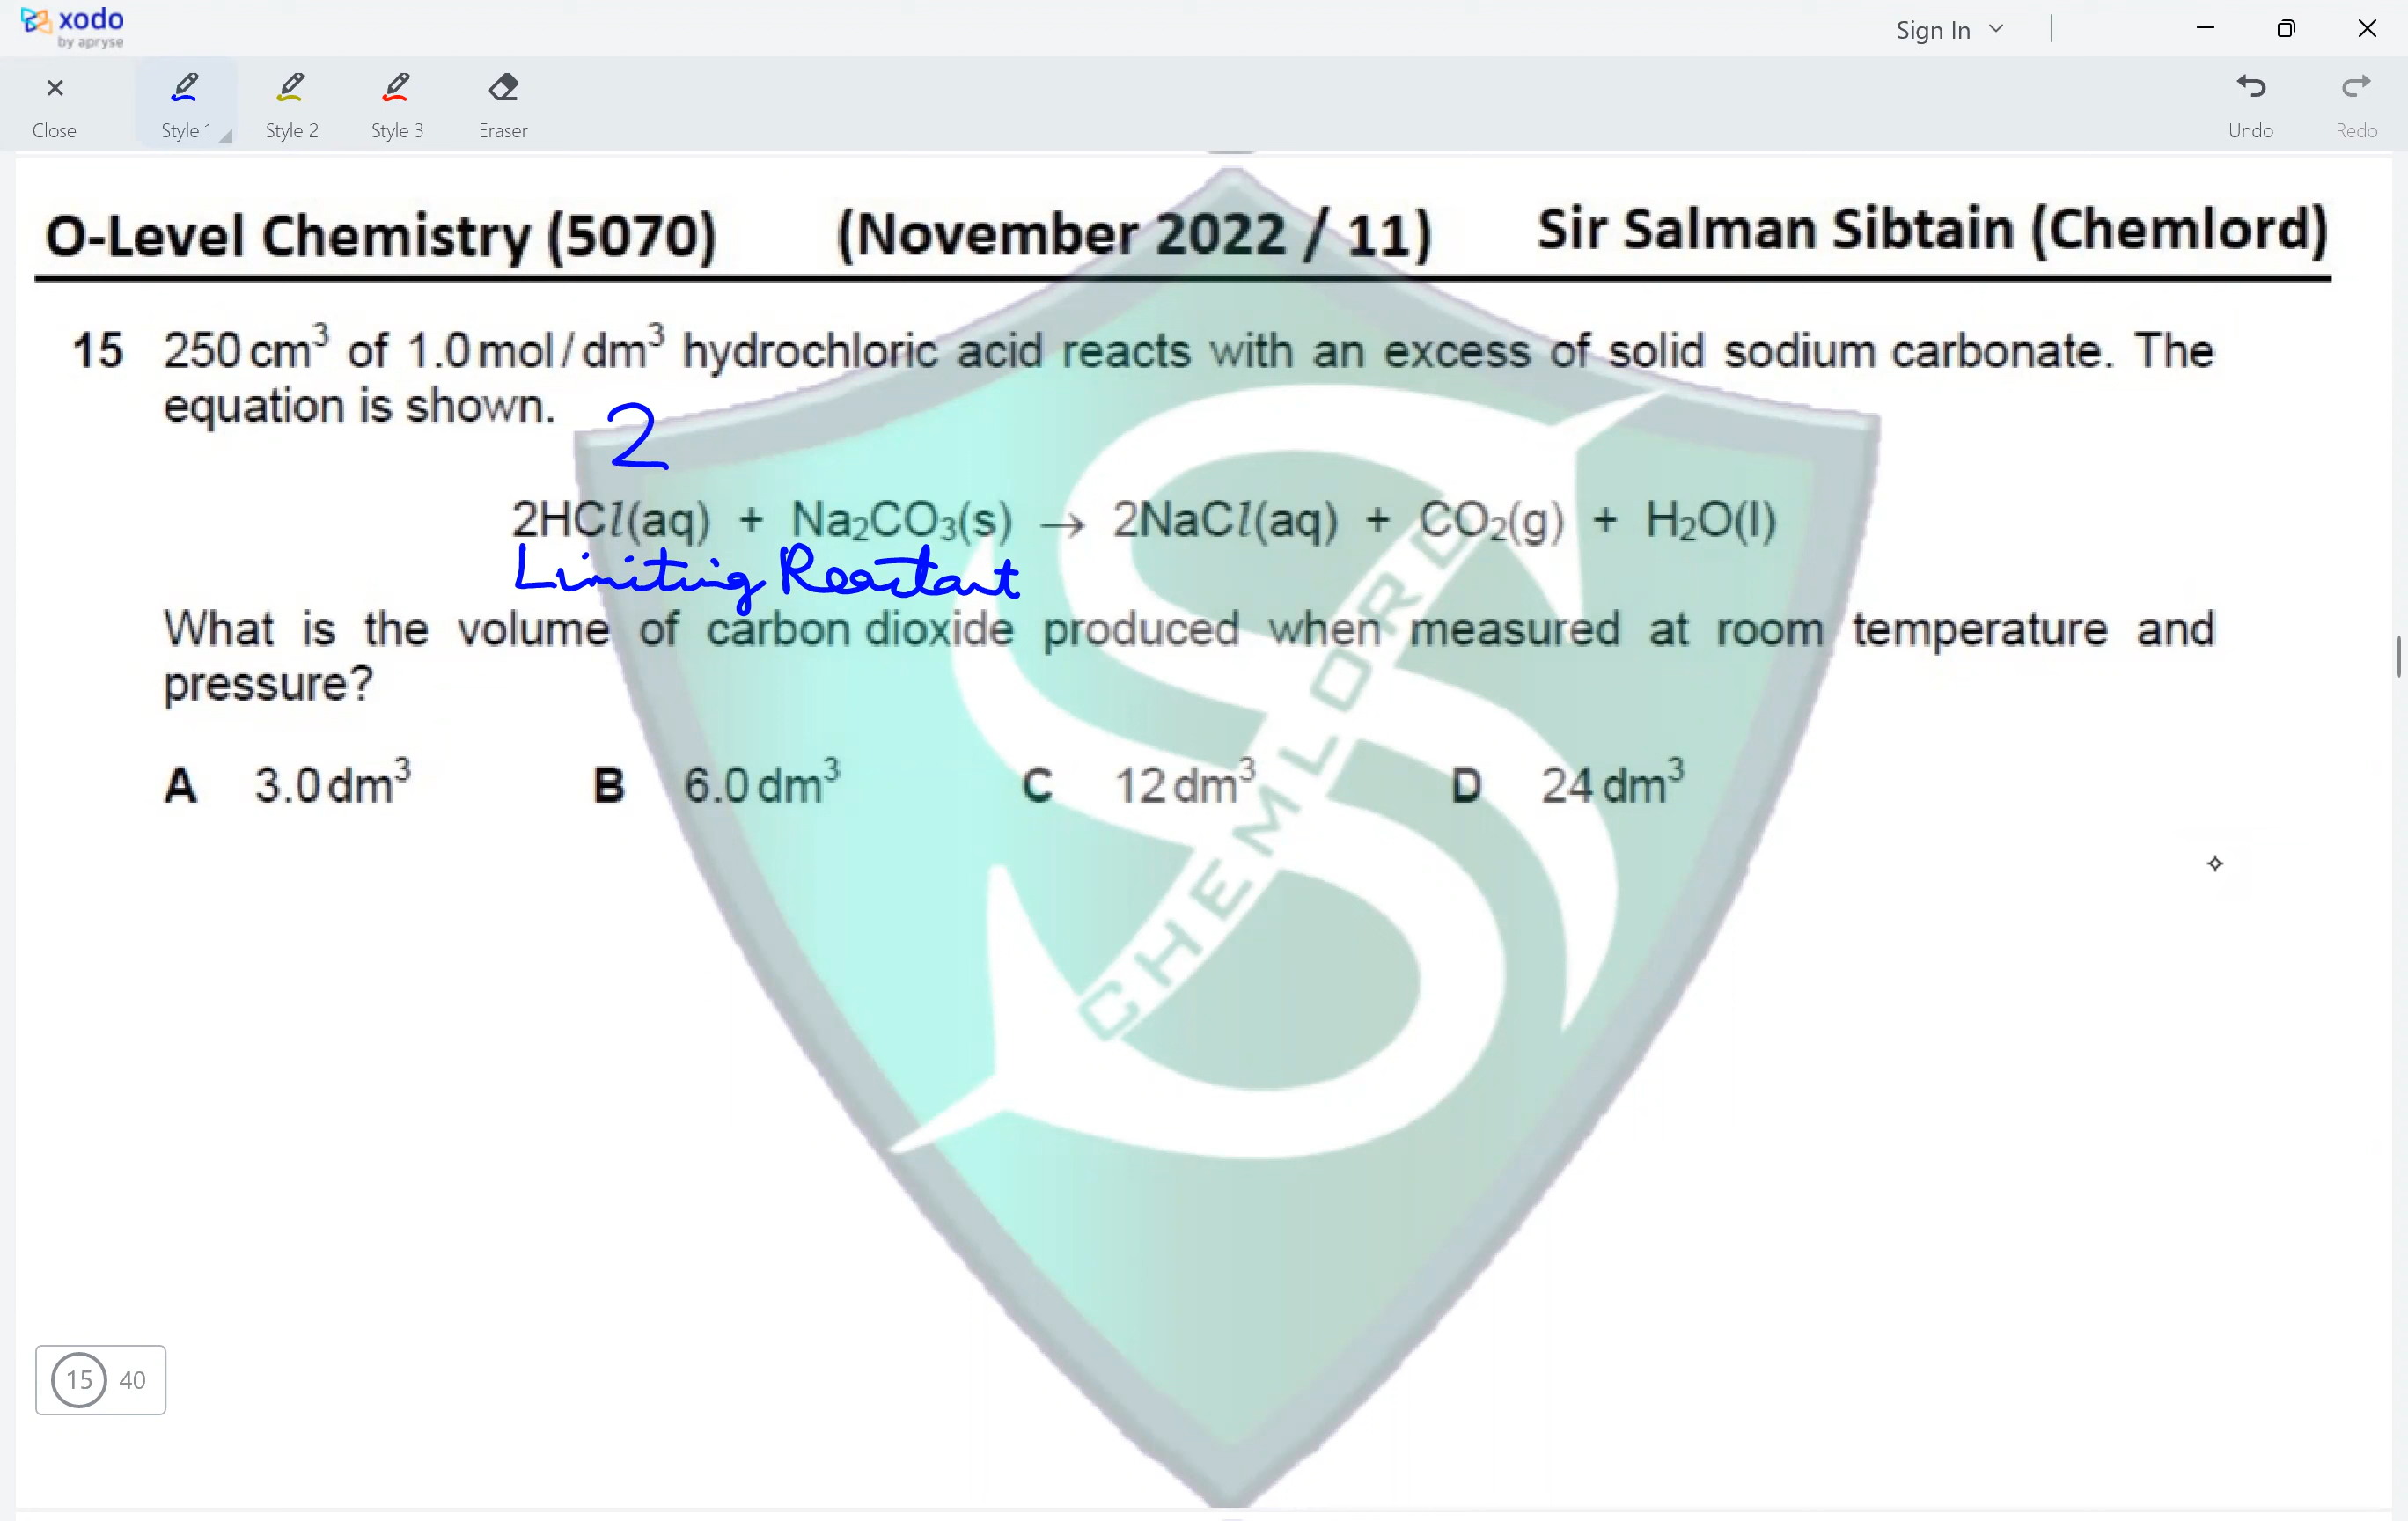 xodo
by apryse
Sign In
Close
Style 1
Style 2
Style 3
Eraser
Undo
Redo
O-Level Chemistry (5070) (November 2022 / 11) Sir Salman Sibtain (Chemlord)
15 250 cm³ of 1.0 mol / dm³ hydrochloric acid reacts with an excess of solid sodium carbonate. The
equation is shown.
2
2HCl(aq) + Na₂CO₃(s) → 2NaCl(aq) + CO₂(g) + H₂O(l)
Limiting Reactant
What is the volume of carbon dioxide produced when measured at room temperature and
pressure?
A 3.0 dm³ B 6.0 dm³ C 12 dm³ D 24 dm³
CHEMLORD
15 40